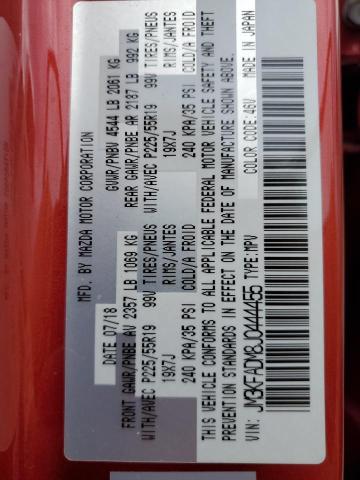 MFD. BY MAZDA MOTOR CORPORATION
DATE 07/18 GVWR/PNBV 4544 LB 2061 KG
FRONT GAWR/PNBE AV 2357 LB 1069 KG REAR GAWR/PNBE AR 2187 LB 992 KG
WITH/AVEC P225/55R19 99V TIRES/PNEUS WITH/AVEC P225/55R19 99V TIRES/PNEUS
19X7J RIMS/JANTES 19X7J RIMS/JANTES
240 KPA/35 PSI COLD/A FROID 240 KPA/35 PSI COLD/A FROID
THIS VEHICLE CONFORMS TO ALL APPLICABLE FEDERAL MOTOR VEHICLE SAFETY AND THEFT
PREVENTION STANDARDS IN EFFECT ON THE DATE OF MANUFACTURE SHOWN ABOVE.
VIN: JM3KFADM8J0444455 TYPE: MPV COLOR CODE: 46V MADE IN JAPAN